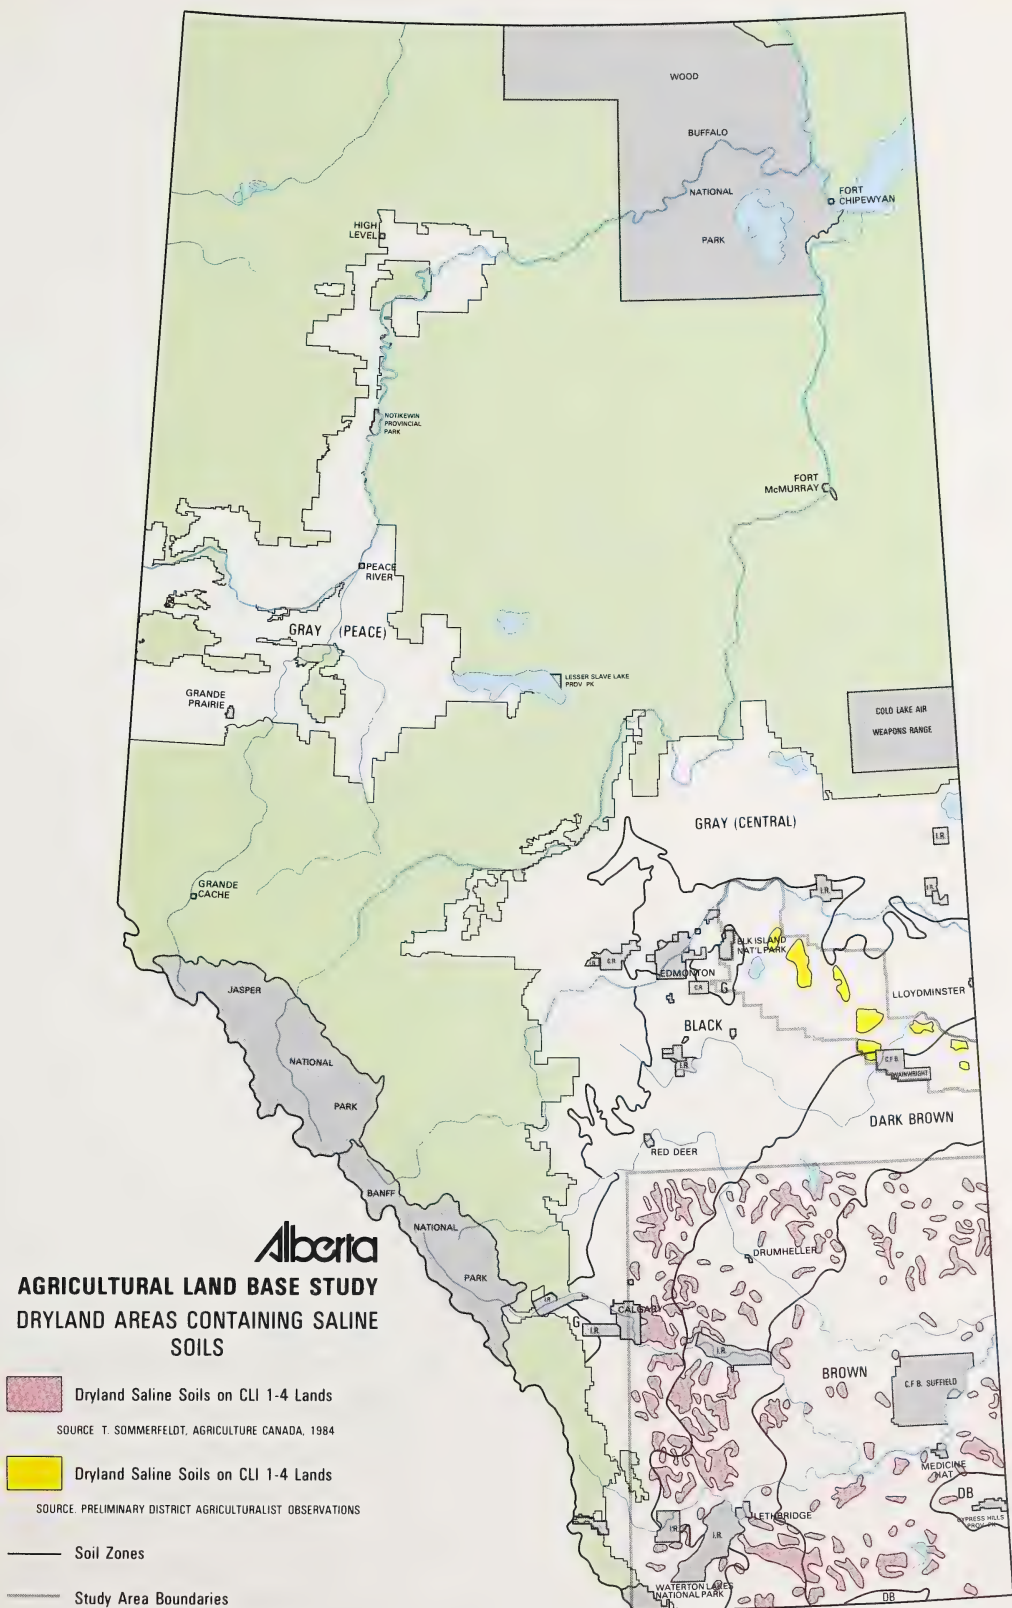 WOOD
BUFFALO
NATIONAL
PARK
FORT
CHIPEWYAN
HIGH
LEVEL
NOTIKEWIN
PROVINCIAL
PARK
FORT
McMURRAY
PEACE
RIVER
GRAY (PEACE)
LESSER SLAVE LAKE
PROV PK
GRANDE
PRAIRIE
COLD LAKE AIR
WEAPONS RANGE
GRAY (CENTRAL)
I.R.
GRANDE
CACHE
I.R.
I.R.
ELK ISLAND
NAT'L PARK
I.R.
G.R.
EDMONTON
C.R.
G
JASPER
LLOYDMINSTER
BLACK
NATIONAL
I.R.
C.F.B.
WAINWRIGHT
PARK
DARK BROWN
RED DEER
BANFF
NATIONAL
Alberta
DRUMHELLER
PARK
AGRICULTURAL LAND BASE STUDY
DRYLAND AREAS CONTAINING SALINE
SOILS
I.R.
CALGARY
G
I.R.
I.R.
BROWN
C.F.B. SUFFIELD
Dryland Saline Soils on CLI 1-4 Lands
SOURCE T. SOMMERFELDT, AGRICULTURE CANADA, 1984
MEDICINE
HAT
Dryland Saline Soils on CLI 1-4 Lands
DB
SOURCE. PRELIMINARY DISTRICT AGRICULTURALIST OBSERVATIONS
LETHBRIDGE
CYPRESS HILLS
PROV. PK.
I.R.
I.R.
Soil Zones
WATERTON LAKES
NATIONAL PARK
DB
Study Area Boundaries